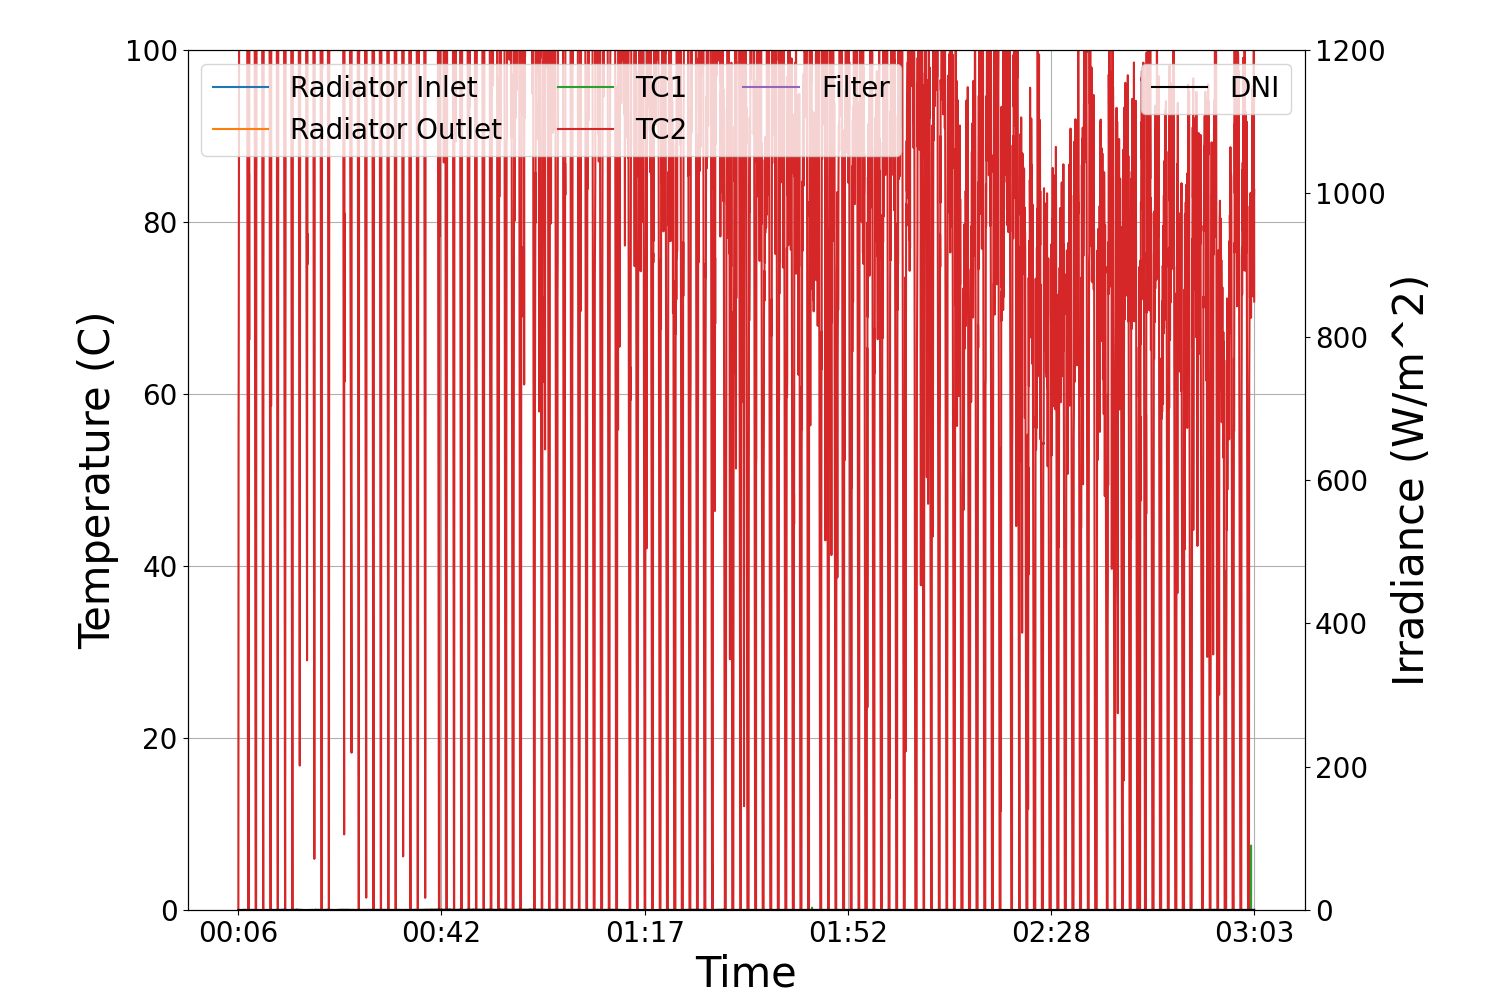 100
80
60
40
20
0
Temperature (C)
Radiator Inlet
Radiator Outlet
TC1
TC2
Filter
DNI
1200
1000
800
600
400
200
0
Irradiance (W/m^2)
00:06 00:42 01:17 01:52 02:28 03:03
Time